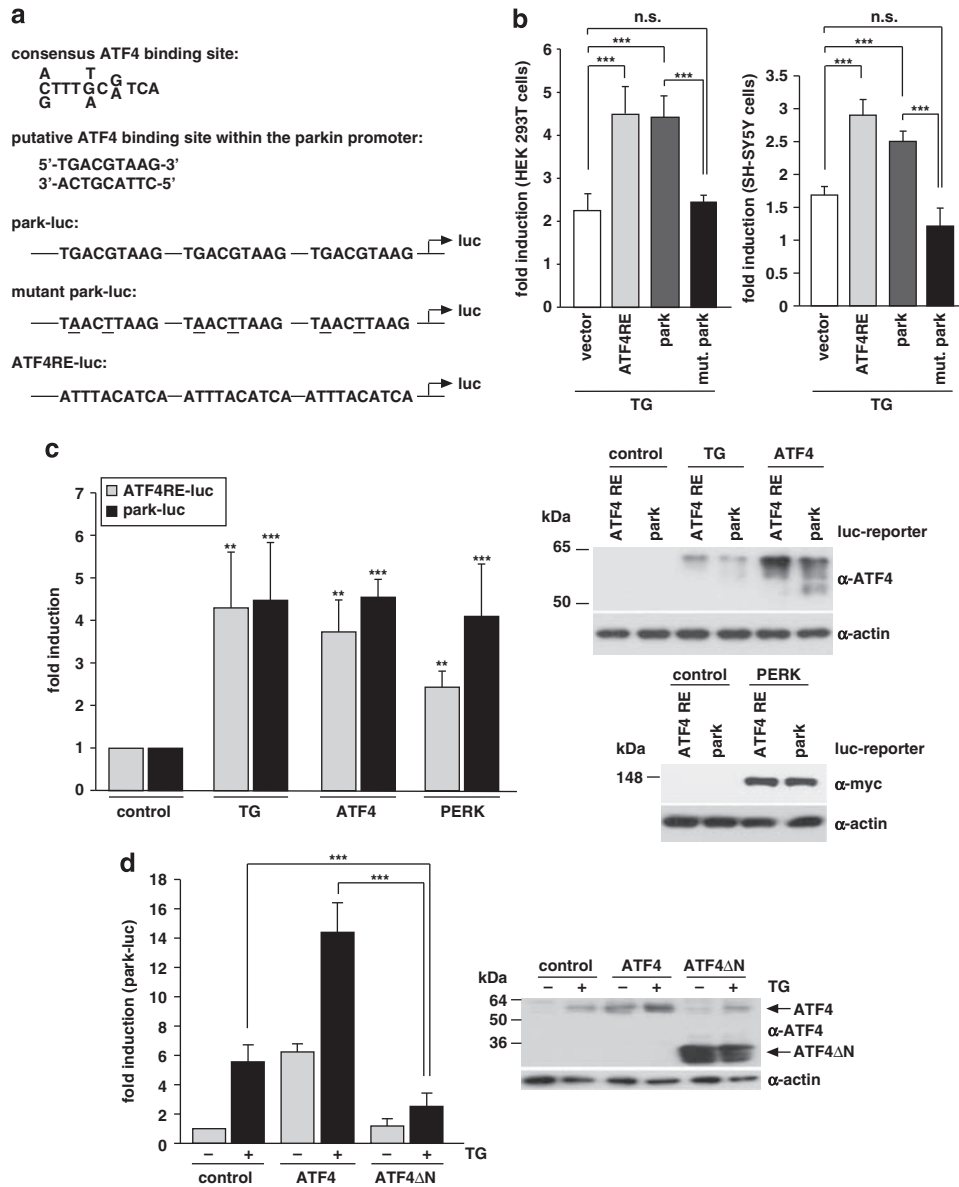 a
consensus ATF4 binding site:
A T G
CTTTGCATCA
G A
putative ATF4 binding site within the parkin promoter:
5'-TGACGTAAG-3'
3'-ACTGCATTC-5'
park-luc:
TGACGTAAG TGACGTAAG TGACGTAAG luc
mutant park-luc:
TAACTTAAG TAACTTAAG TAACTTAAG luc
ATF4RE-luc:
ATTTACATCA ATTTACATCA ATTTACATCA luc
b
n.s.
***
***
***
fold induction (HEK 293T cells)
6
5
4
3
2
1
0
vector
ATF4RE
park
mut. park
TG
n.s.
***
***
***
fold induction (SH-SY5Y cells)
3.5
3
2.5
2
1.5
1
0.5
0
vector
ATF4RE
park
mut. park
TG
c
ATF4RE-luc
park-luc
fold induction
7
6
5
4
3
2
1
0
** *** ** *** ** ***
control TG ATF4 PERK
control TG ATF4
ATF4 RE park ATF4 RE park ATF4 RE park
luc-reporter
kDa
65
50
α-ATF4
α-actin
control PERK
ATF4 RE park ATF4 RE park
luc-reporter
kDa
148
α-myc
α-actin
d
***
***
fold induction (park-luc)
18
16
14
12
10
8
6
4
2
0
– + – + – + TG
control ATF4 ATF4ΔN
control ATF4 ATF4ΔN
kDa
– + – + – + TG
64
50
36
ATF4
α-ATF4
ATF4ΔN
α-actin